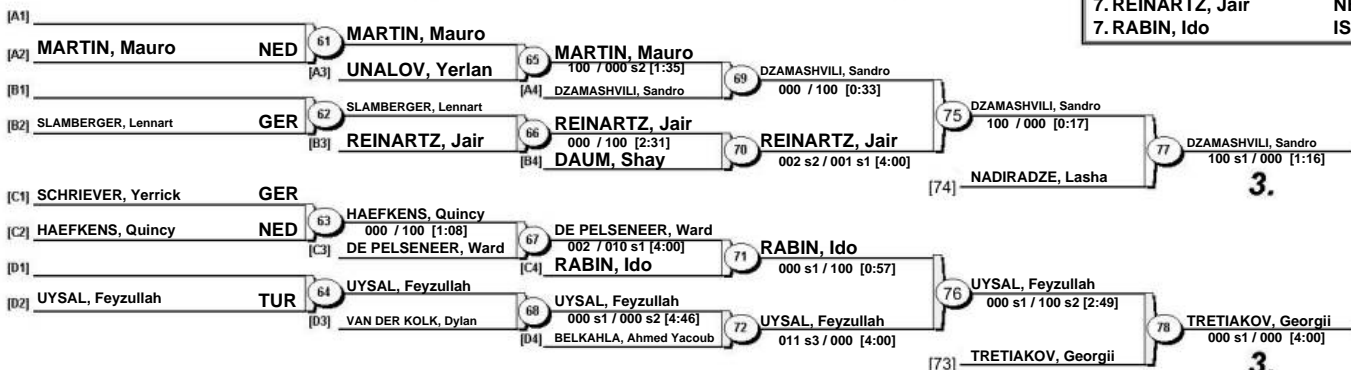 7. REINARTZ, Jair
7. RABIN, Ido IS
[A1]
[A2] MARTIN, Mauro NED
61
MARTIN, Mauro
[A3] UNALOV, Yerlan
65
MARTIN, Mauro
100 / 000 s2 [1:35]
[A4] DZAMASHVILI, Sandro
69
DZAMASHVILI, Sandro
000 / 100 [0:33]
[B1]
[B2] SLAMBERGER, Lennart GER
62
SLAMBERGER, Lennart
[B3] REINARTZ, Jair
66
REINARTZ, Jair
000 / 100 [2:31]
[B4] DAUM, Shay
70
REINARTZ, Jair
002 s2 / 001 s1 [4:00]
75
DZAMASHVILI, Sandro
100 / 000 [0:17]
[74] NADIRADZE, Lasha
77
DZAMASHVILI, Sandro
100 s1 / 000 [1:16]
3.
[C1] SCHRIEVER, Yerrick GER
[C2] HAEFKENS, Quincy NED
63
HAEFKENS, Quincy
000 / 100 [1:08]
[C3] DE PELSENEER, Ward
67
DE PELSENEER, Ward
002 / 010 s1 [4:00]
[C4] RABIN, Ido
71
RABIN, Ido
000 s1 / 100 [0:57]
[D1]
[D2] UYSAL, Feyzullah TUR
64
UYSAL, Feyzullah
[D3] VAN DER KOLK, Dylan
68
UYSAL, Feyzullah
000 s1 / 000 s2 [4:46]
[D4] BELKAHLA, Ahmed Yacoub
72
UYSAL, Feyzullah
011 s3 / 000 [4:00]
76
UYSAL, Feyzullah
000 s1 / 100 s2 [2:49]
[73] TRETIAKOV, Georgii
78
TRETIAKOV, Georgii
000 s1 / 000 [4:00]
3.